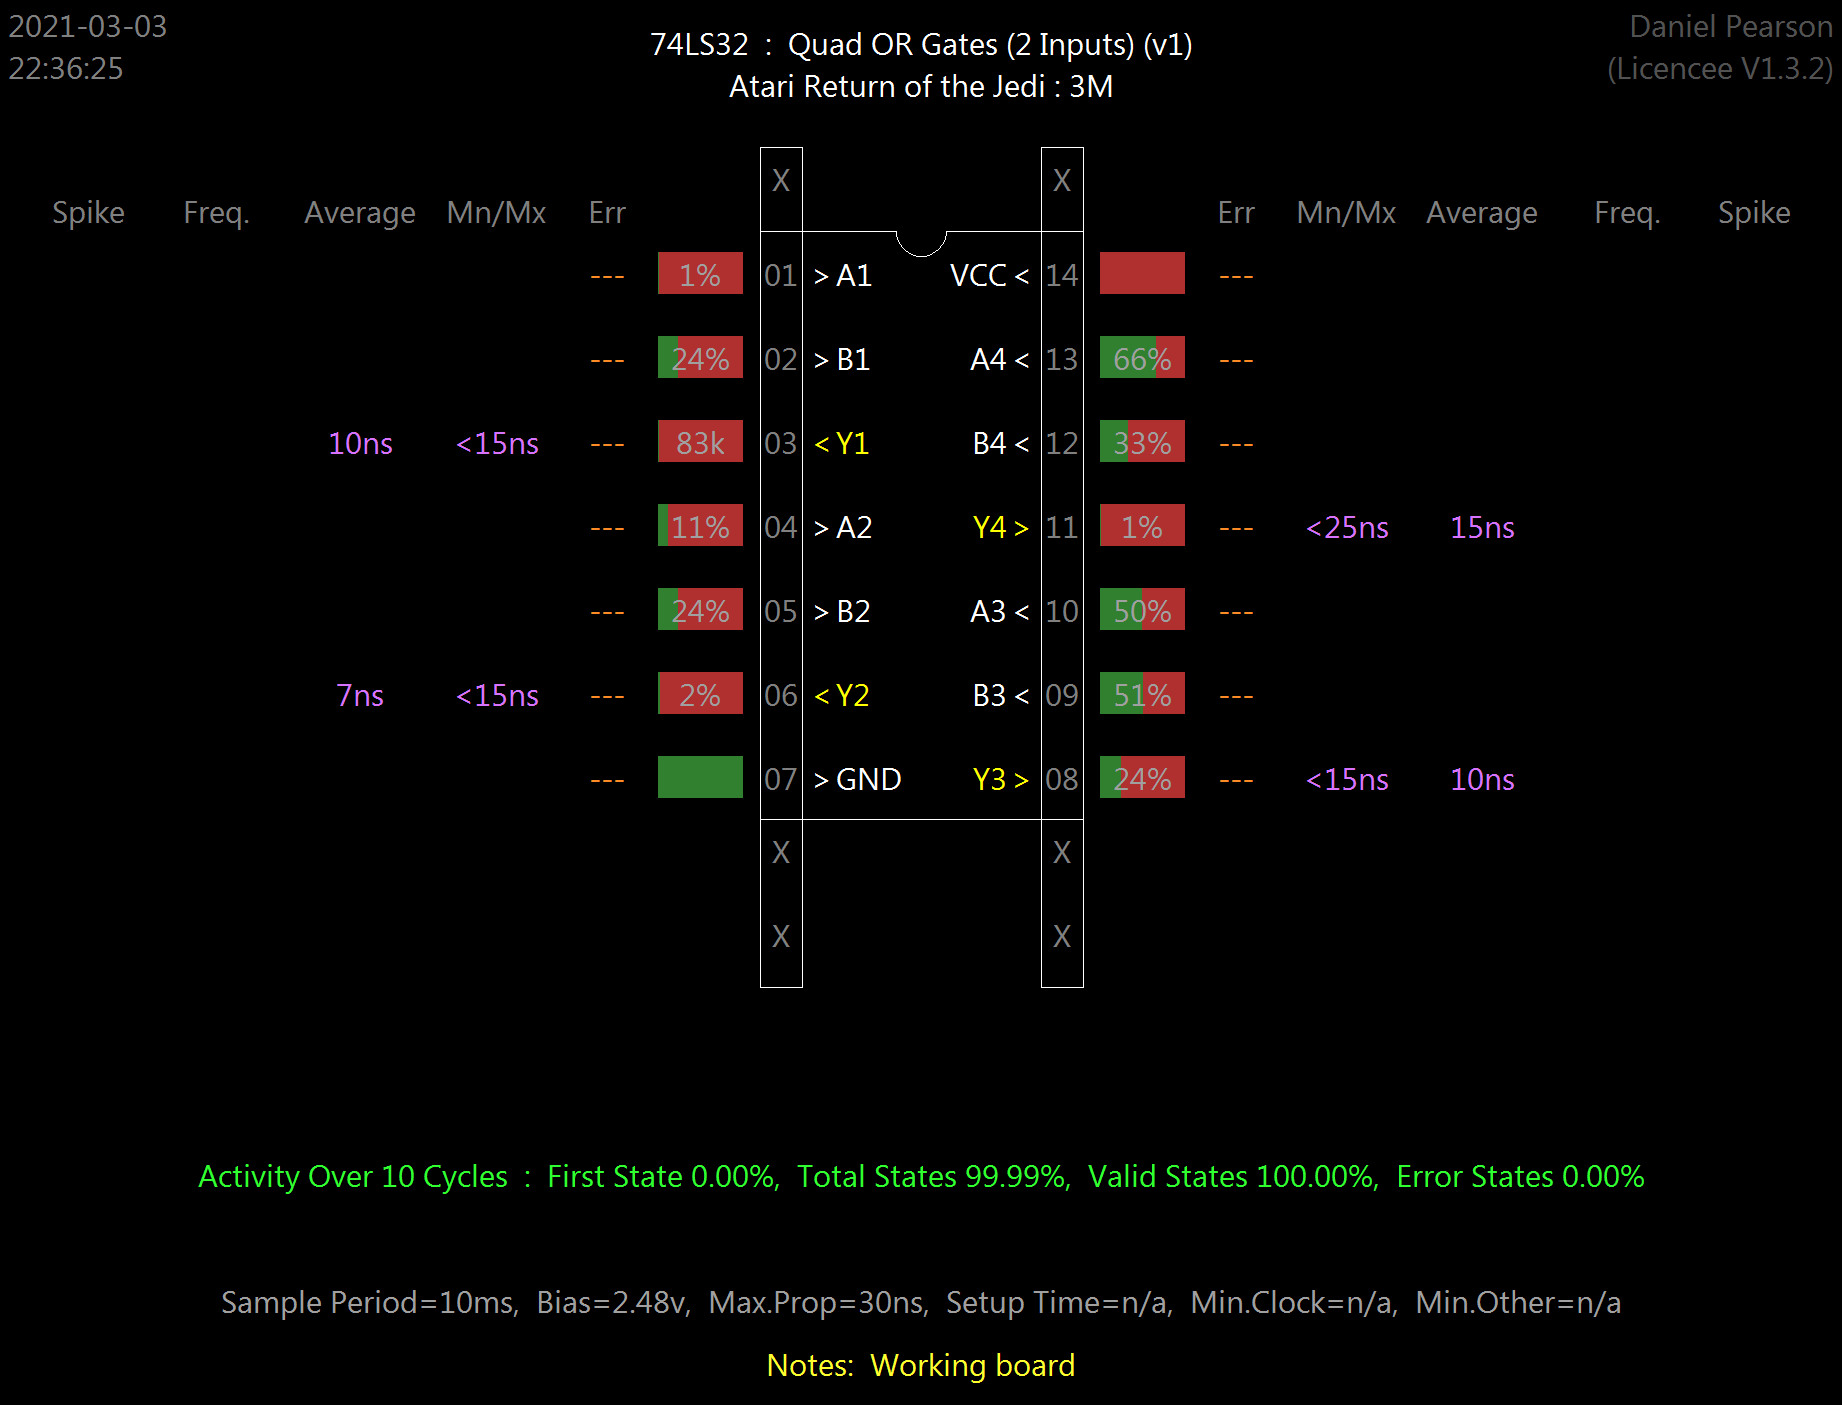 2021-03-03
22:36:25
74LS32 : Quad OR Gates (2 Inputs) (v1)
Atari Return of the Jedi : 3M
Daniel Pearson
(Licencee V1.3.2)
X X
Spike Freq. Average Mn/Mx Err Err Mn/Mx Average Freq. Spike
--- 1% 01 > A1 VCC < 14 ---
--- 24% 02 > B1 A4 < 13 66% ---
10ns <15ns --- 83k 03 < Y1 B4 < 12 33% ---
--- 11% 04 > A2 Y4 > 11 1% --- <25ns 15ns
--- 24% 05 > B2 A3 < 10 50% ---
7ns <15ns --- 2% 06 < Y2 B3 < 09 51% ---
--- 07 > GND Y3 > 08 24% --- <15ns 10ns
X X
X X
Activity Over 10 Cycles : First State 0.00%, Total States 99.99%, Valid States 100.00%, Error States 0.00%
Sample Period=10ms, Bias=2.48v, Max.Prop=30ns, Setup Time=n/a, Min.Clock=n/a, Min.Other=n/a
Notes: Working board